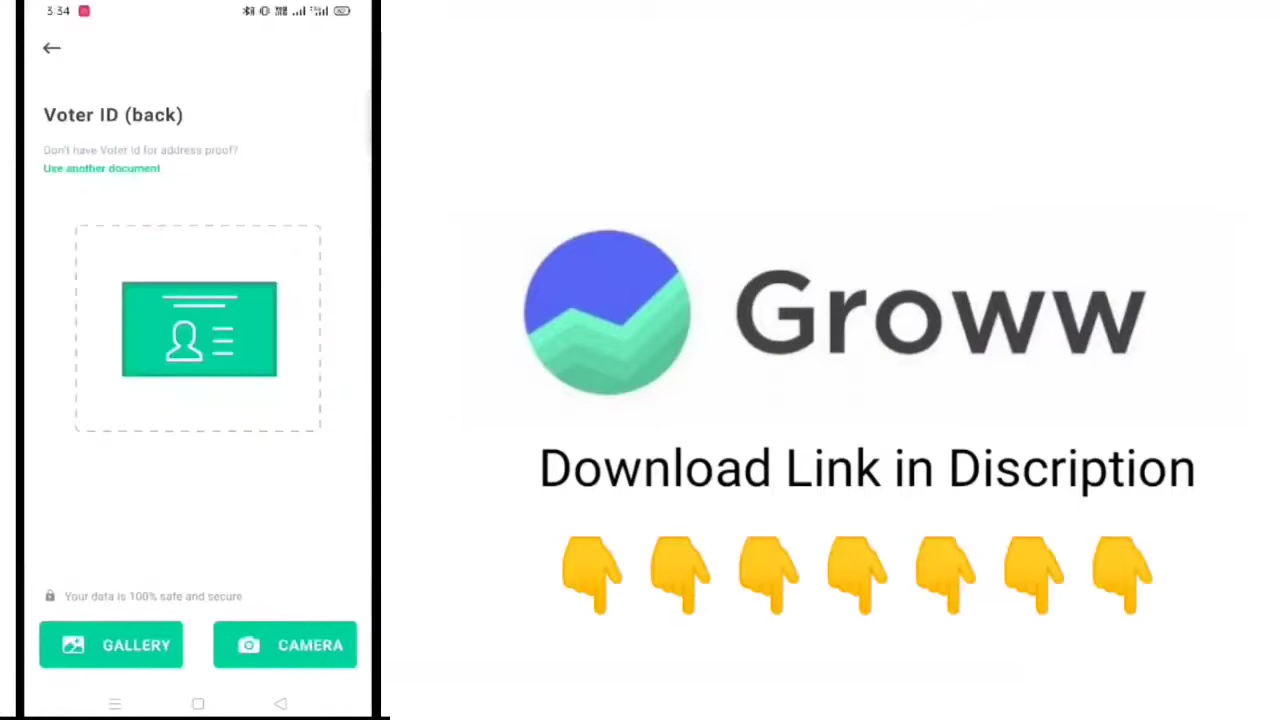 3:34
Voter ID (back)
Don't have Voter Id for address proof?
Use another document
Your data is 100% safe and secure
GALLERY
CAMERA
Groww
Download Link in Discription